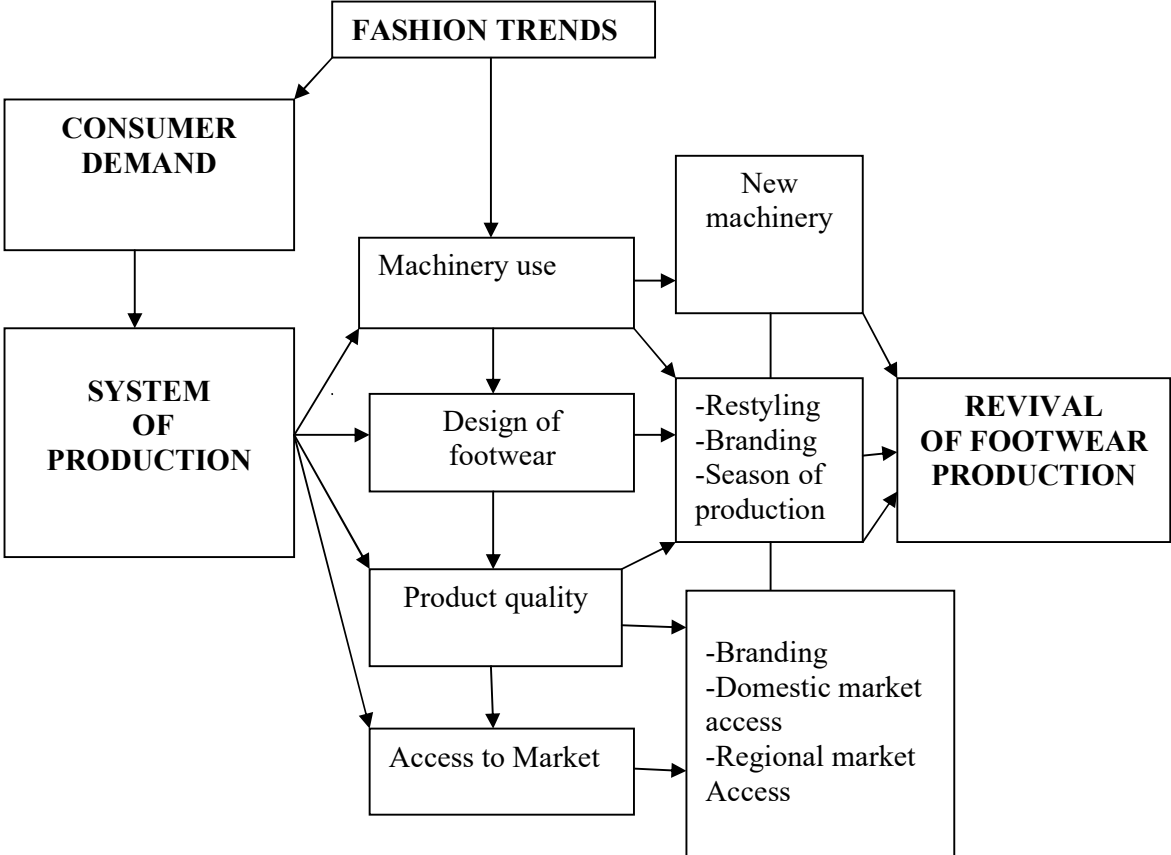 FASHION TRENDS
CONSUMER
DEMAND
New
machinery
Machinery use
SYSTEM
OF
PRODUCTION
Design of
footwear
-Restyling
-Branding
-Season of
production
REVIVAL
OF FOOTWEAR
PRODUCTION
Product quality
-Branding
-Domestic market
access
-Regional market
Access
Access to Market